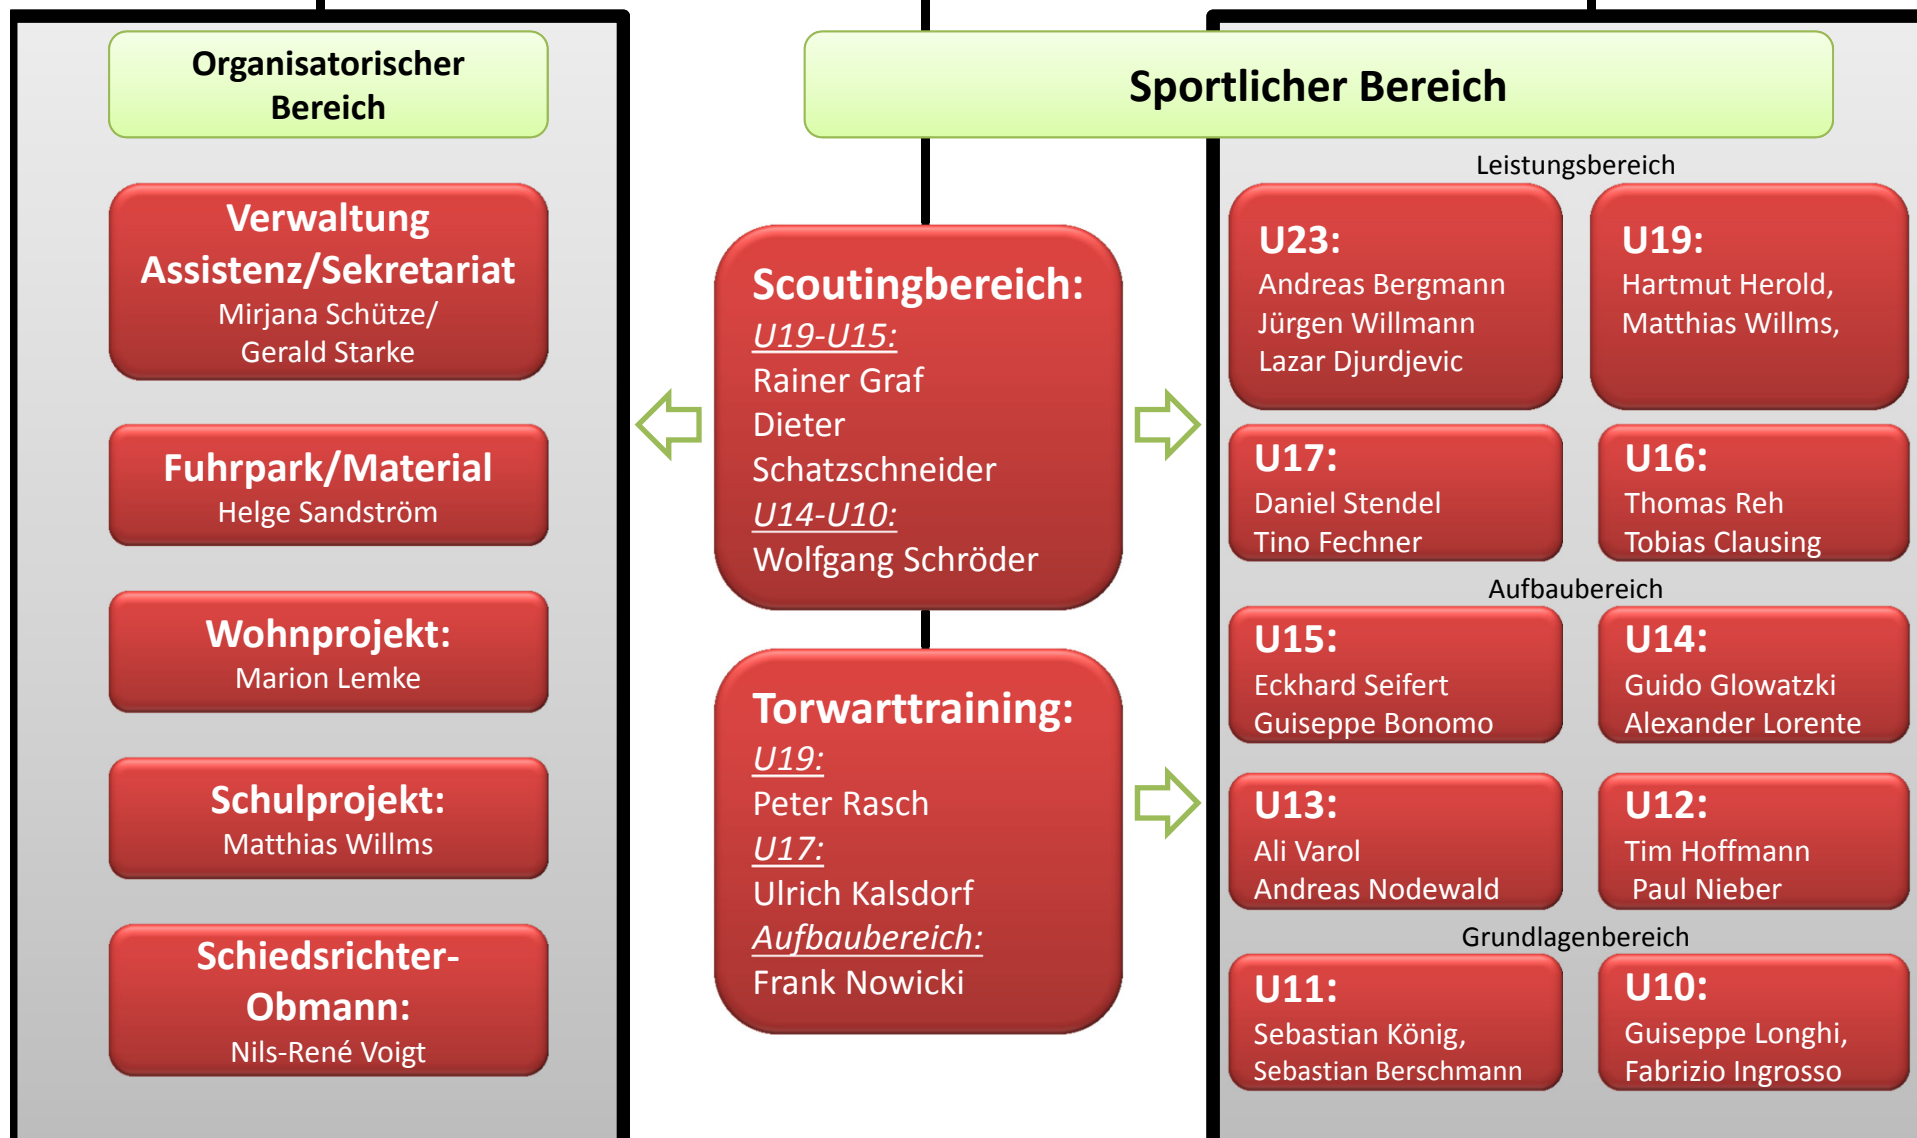 Organisatorischer
Bereich
Verwaltung
Assistenz/Sekretariat
Mirjana Schütze/
Gerald Starke
Fuhrpark/Material
Helge Sandström
Wohnprojekt:
Marion Lemke
Schulprojekt:
Matthias Willms
Schiedsrichter-
Obmann:
Nils-René Voigt
Sportlicher Bereich
Scoutingbereich:
U19-U15:
Rainer Graf
Dieter
Schatzschneider
U14-U10:
Wolfgang Schröder
Torwarttraining:
U19:
Peter Rasch
U17:
Ulrich Kalsdorf
Aufbaubereich:
Frank Nowicki
Leistungsbereich
U23:
Andreas Bergmann
Jürgen Willmann
Lazar Djurdjevic
U19:
Hartmut Herold,
Matthias Willms,
U17:
Daniel Stendel
Tino Fechner
U16:
Thomas Reh
Tobias Clausing
Aufbaubereich
U15:
Eckhard Seifert
Guiseppe Bonomo
U14:
Guido Glowatzki
Alexander Lorente
U13:
Ali Varol
Andreas Nodewald
U12:
Tim Hoffmann
Paul Nieber
Grundlagenbereich
U11:
Sebastian König,
Sebastian Berschmann
U10:
Guiseppe Longhi,
Fabrizio Ingrosso